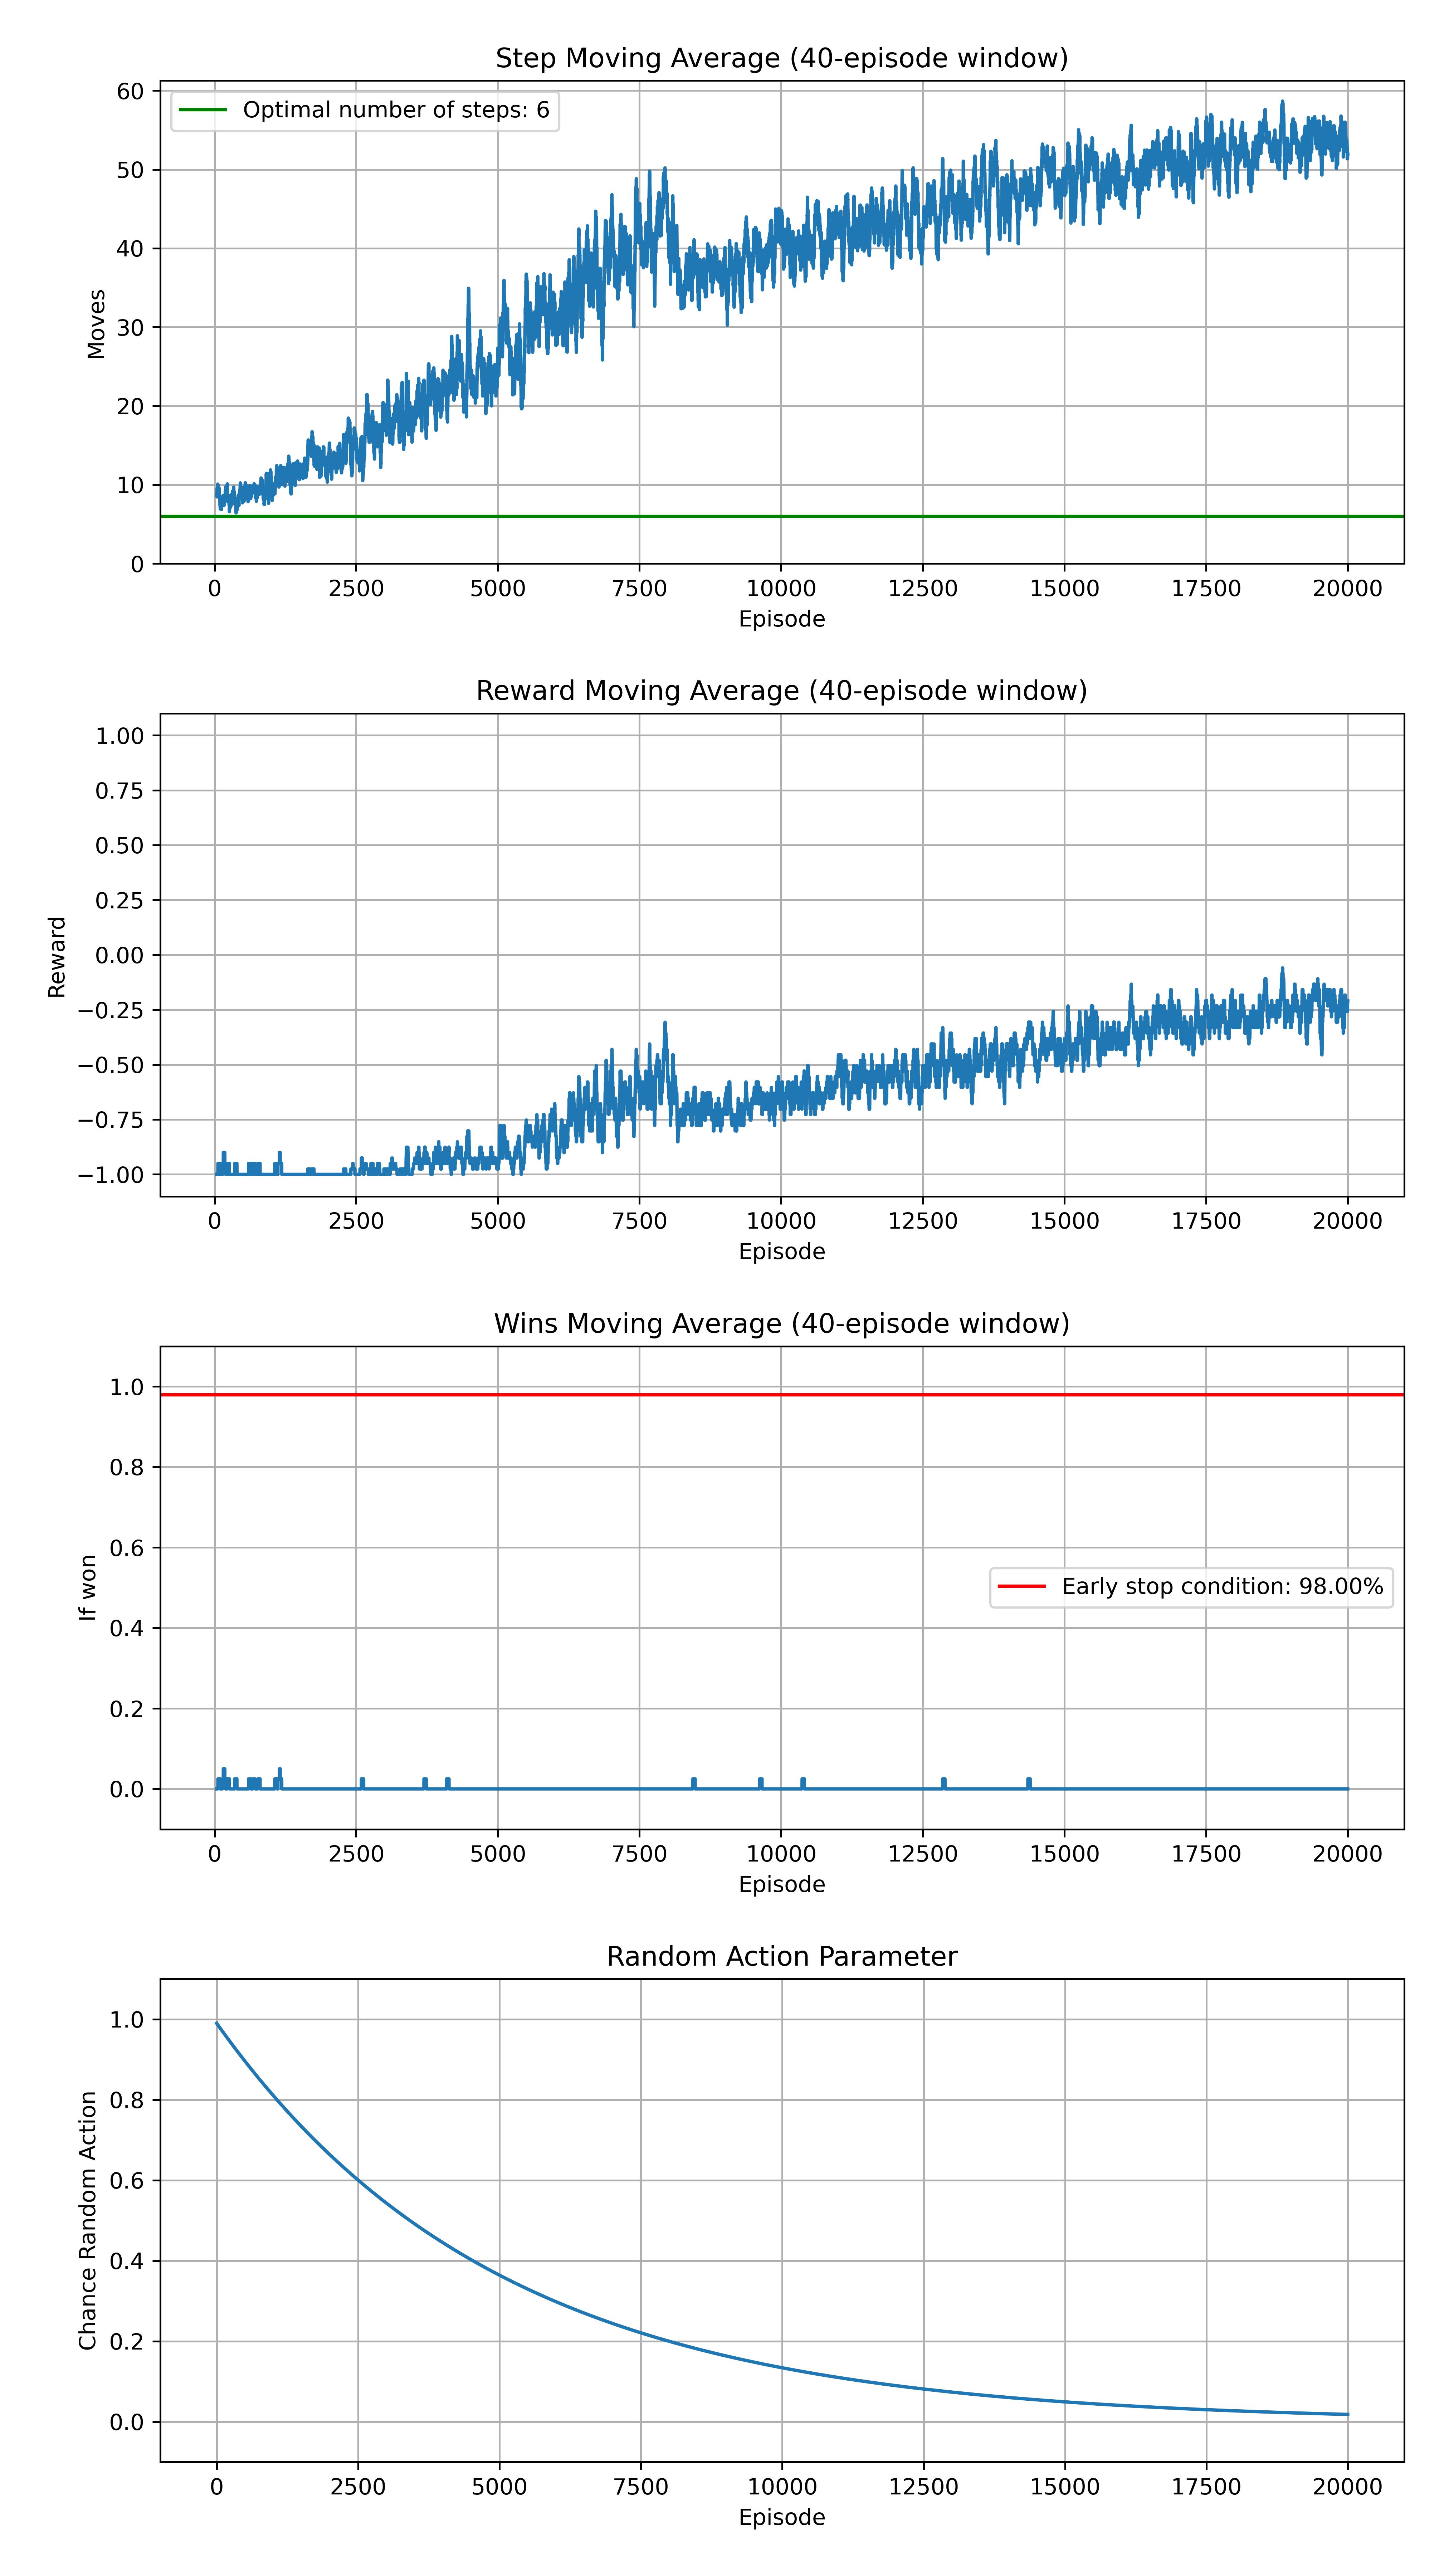 Step Moving Average (40-episode window)
60
50
40
30
20
10
0
Moves
Optimal number of steps: 6
0 2500 5000 7500 10000 12500 15000 17500 20000
Episode
Reward Moving Average (40-episode window)
1.00
0.75
0.50
0.25
0.00
−0.25
−0.50
−0.75
−1.00
Reward
0 2500 5000 7500 10000 12500 15000 17500 20000
Episode
Wins Moving Average (40-episode window)
1.0
0.8
0.6
0.4
0.2
0.0
If won
Early stop condition: 98.00%
0 2500 5000 7500 10000 12500 15000 17500 20000
Episode
Random Action Parameter
1.0
0.8
0.6
0.4
0.2
0.0
Chance Random Action
0 2500 5000 7500 10000 12500 15000 17500 20000
Episode